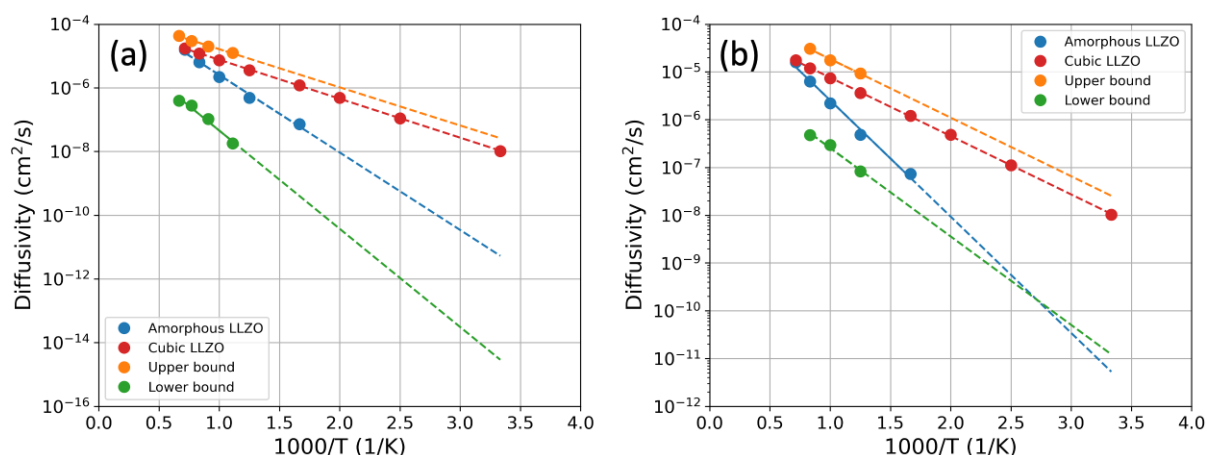 (a)
Diffusivity (cm²/s)
10⁻⁴
10⁻⁶
10⁻⁸
10⁻¹⁰
10⁻¹²
10⁻¹⁴
10⁻¹⁶
Amorphous LLZO
Cubic LLZO
Upper bound
Lower bound
0.0 0.5 1.0 1.5 2.0 2.5 3.0 3.5 4.0
1000/T (1/K)
(b)
Diffusivity (cm²/s)
10⁻⁴
10⁻⁵
10⁻⁶
10⁻⁷
10⁻⁸
10⁻⁹
10⁻¹⁰
10⁻¹¹
10⁻¹²
Amorphous LLZO
Cubic LLZO
Upper bound
Lower bound
0.0 0.5 1.0 1.5 2.0 2.5 3.0 3.5 4.0
1000/T (1/K)